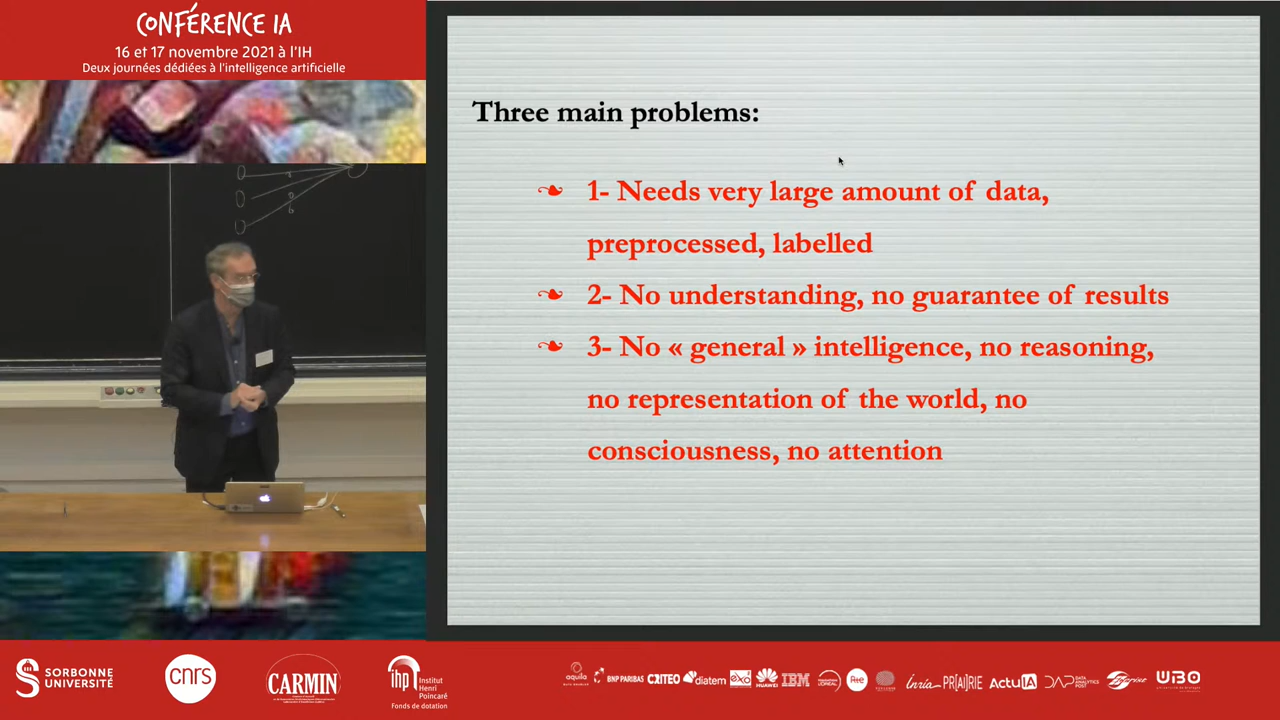 CONFÉRENCE IA
16 et 17 novembre 2021 à l'IH
Deux journées dédiées à l'intelligence artificielle
Three main problems:
1- Needs very large amount of data,
preprocessed, labelled
2- No understanding, no guarantee of results
3- No « general » intelligence, no reasoning,
no representation of the world, no
consciousness, no attention
SORBONNE
UNIVERSITÉ
cnrs
CARMIN
ihp
Institut
Henri
Poincaré
Fonds de dotation
aquila
BNP PARIBAS
CRITEO
diatem
exo
HUAWEI
IBM
Inria
PR[AI]RIE
ActuIA
DAP DATA
ANALYTICS
POST
UBO